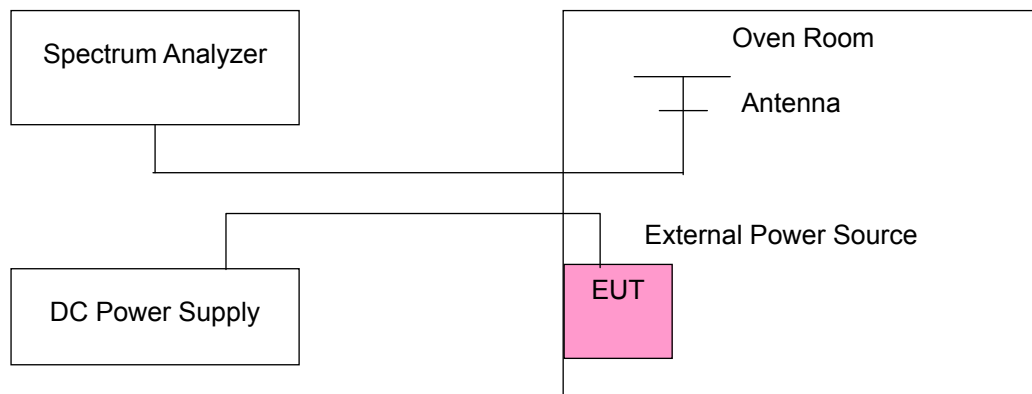 Spectrum Analyzer
Oven Room
Antenna
External Power Source
DC Power Supply
EUT